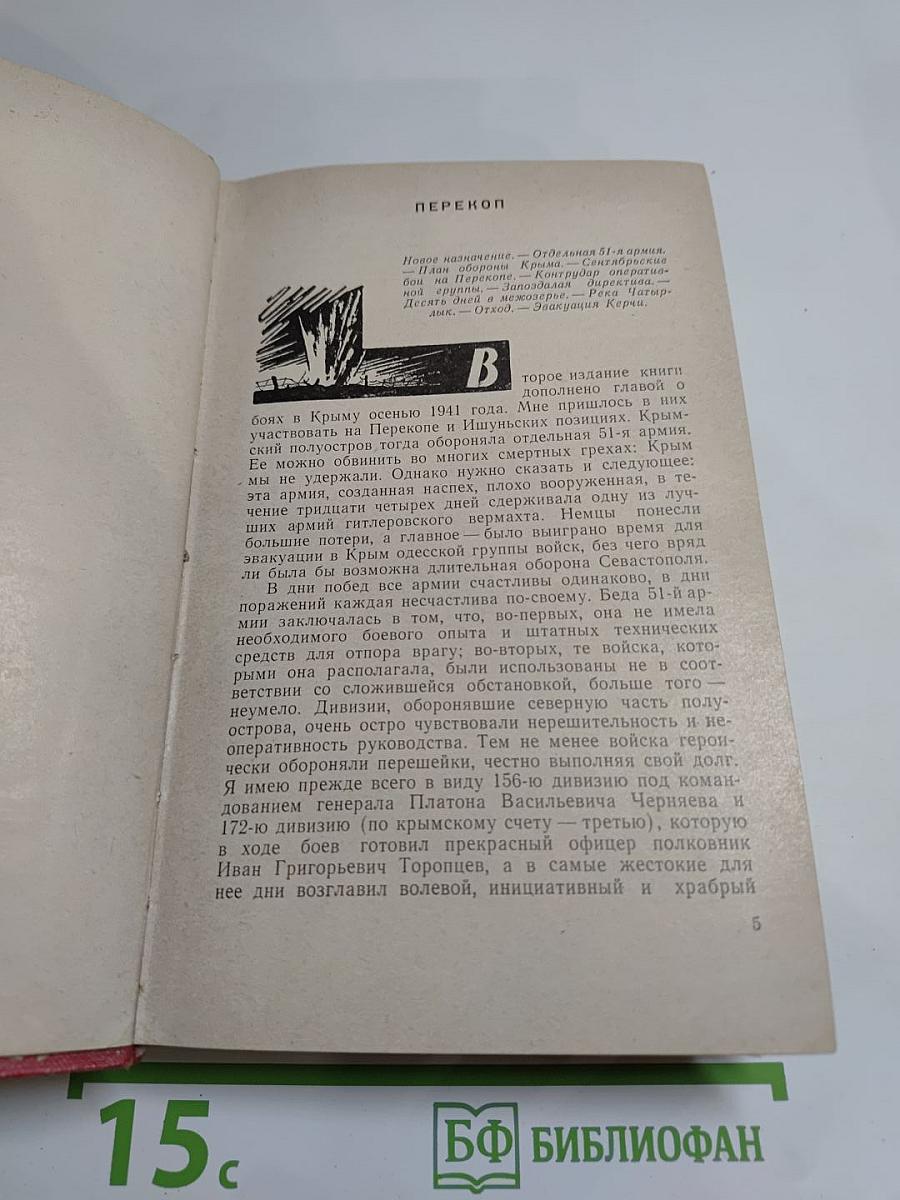 ПЕРЕКОП
Новое назначение. — Отдельная 51-я армия.
— План обороны Крыма. — Сентябрьские
бои на Перекопе. — Контрудар оператив-
ной группы. — Запоздалая директива. —
Десять дней в межозерье. — Река Чатыр-
лык. — Отход. — Эвакуация Керчи.
Второе издание книги
дополнено главой о
боях в Крыму осенью 1941 года. Мне пришлось в них
участвовать на Перекопе и Ишуньских позициях. Крым-
ский полуостров тогда обороняла отдельная 51-я армия.
Ее можно обвинить во многих смертных грехах: Крым
мы не удержали. Однако нужно сказать и следующее:
эта армия, созданная наспех, плохо вооруженная, в те-
чение тридцати четырех дней сдерживала одну из луч-
ших армий гитлеровского вермахта. Немцы понесли
большие потери, а главное — было выиграно время для
эвакуации в Крым одесской группы войск, без чего вряд
ли была бы возможна длительная оборона Севастополя.
В дни побед все армии счастливы одинаково, в дни
поражений каждая несчастлива по-своему. Беда 51-й ар-
мии заключалась в том, что, во-первых, она не имела
необходимого боевого опыта и штатных технических
средств для отпора врагу; во-вторых, те войска, кото-
рыми она располагала, были использованы не в соот-
ветствии со сложившейся обстановкой, больше того —
неумело. Дивизии, оборонявшие северную часть полу-
острова, очень остро чувствовали нерешительность и не-
оперативность руководства. Тем не менее войска герои-
чески обороняли перешейки, честно выполняя свой долг.
Я имею прежде всего в виду 156-ю дивизию под коман-
дованием генерала Платона Васильевича Черняева и
172-ю дивизию (по крымскому счету — третью), которую
в ходе боев готовил прекрасный офицер полковник
Иван Григорьевич Торопцев, а в самые жестокие для
нее дни возглавил волевой, инициативный и храбрый
5
15 с
БФ БИБЛИОФАН